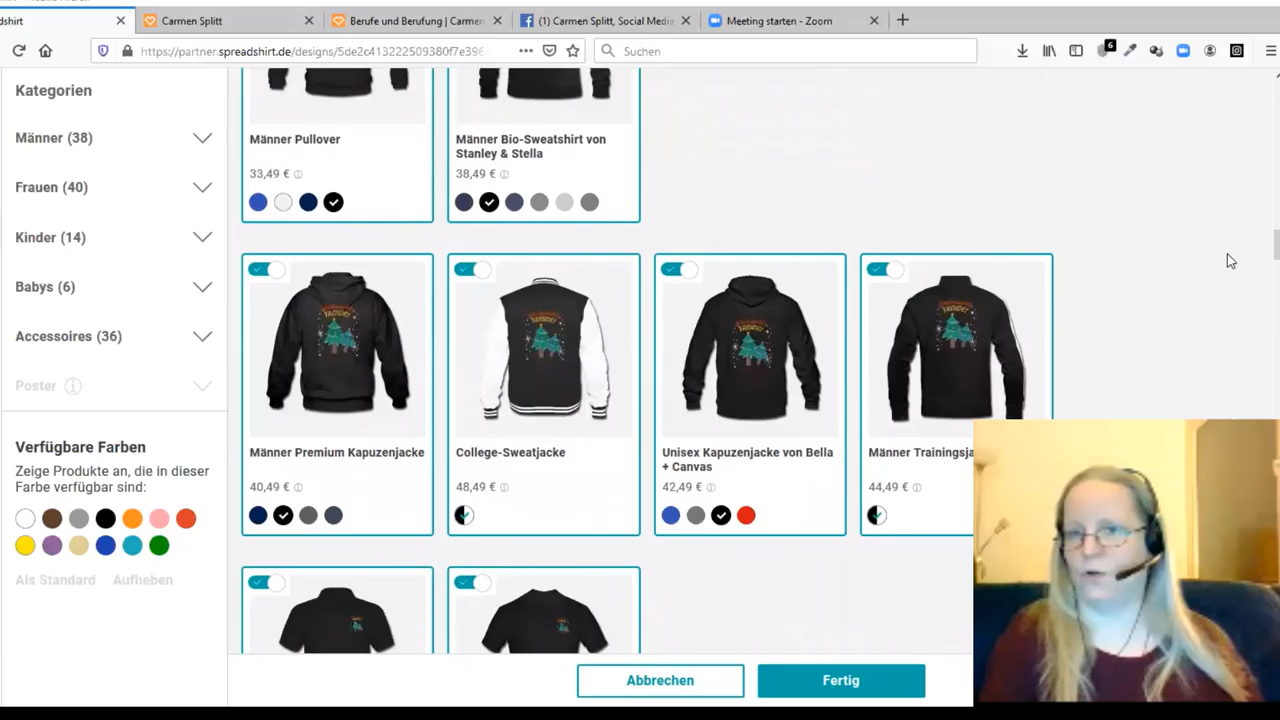 dshirt
Carmen Splitt
Berufe und Berufung | Carmen
(1) Carmen Splitt, Social Media
Meeting starten - Zoom
https://partner.spreadshirt.de/designs/5de2c413222509380f7e396
Suchen
6
Kategorien
Männer (38)
Frauen (40)
Kinder (14)
Babys (6)
Accessoires (36)
Poster
Verfügbare Farben
Zeige Produkte an, die in dieser
Farbe verfügbar sind:
Als Standard Aufheben
Männer Pullover
33,49 €
Männer Bio-Sweatshirt von
Stanley & Stella
38,49 €
Männer Premium Kapuzenjacke
40,49 €
College-Sweatjacke
48,49 €
Unisex Kapuzenjacke von Bella
+ Canvas
42,49 €
Männer Trainingsja
44,49 €
Abbrechen
Fertig